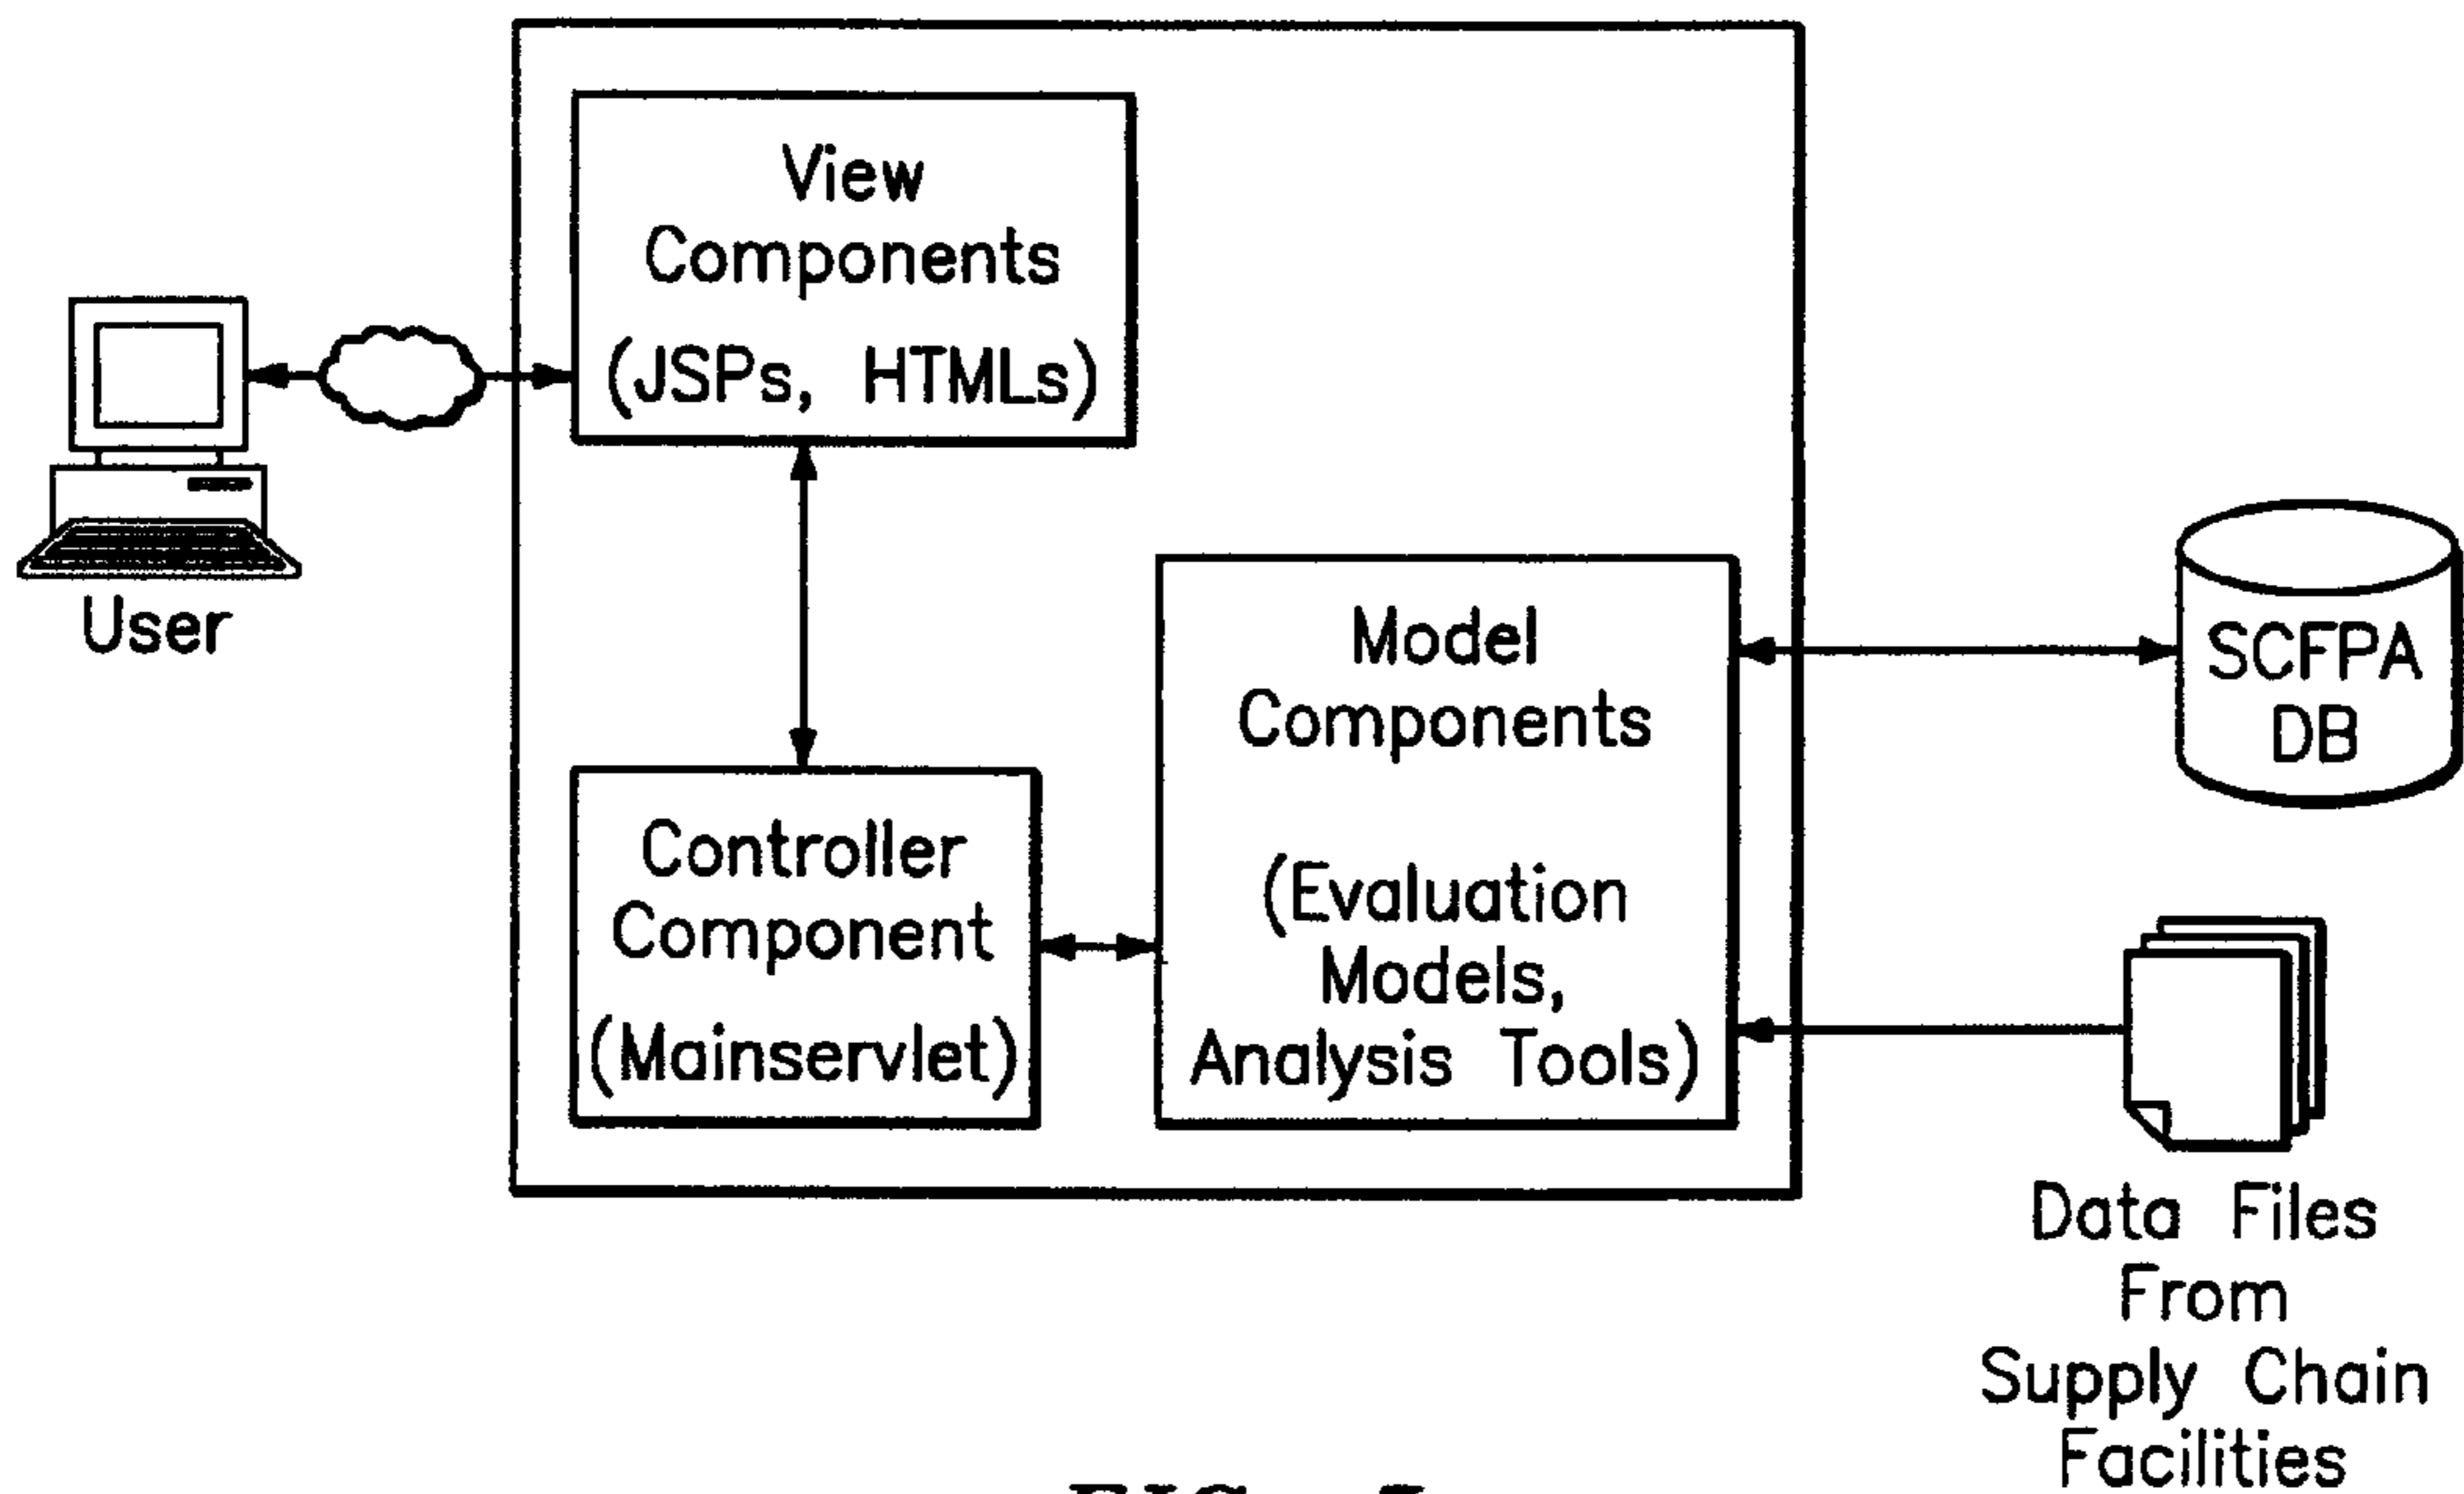 View
Components
(JSPs, HTMLs)
User
Model
Components
(Evaluation
Models,
Analysis Tools)
Controller
Component
(Mainservlet)
SCFPA
DB
Data Files
From
Supply Chain
Facilities